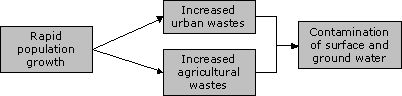 Rapid
population
growth
Increased
urban wastes
Increased
agricultural
wastes
Contamination
of surface and
ground water